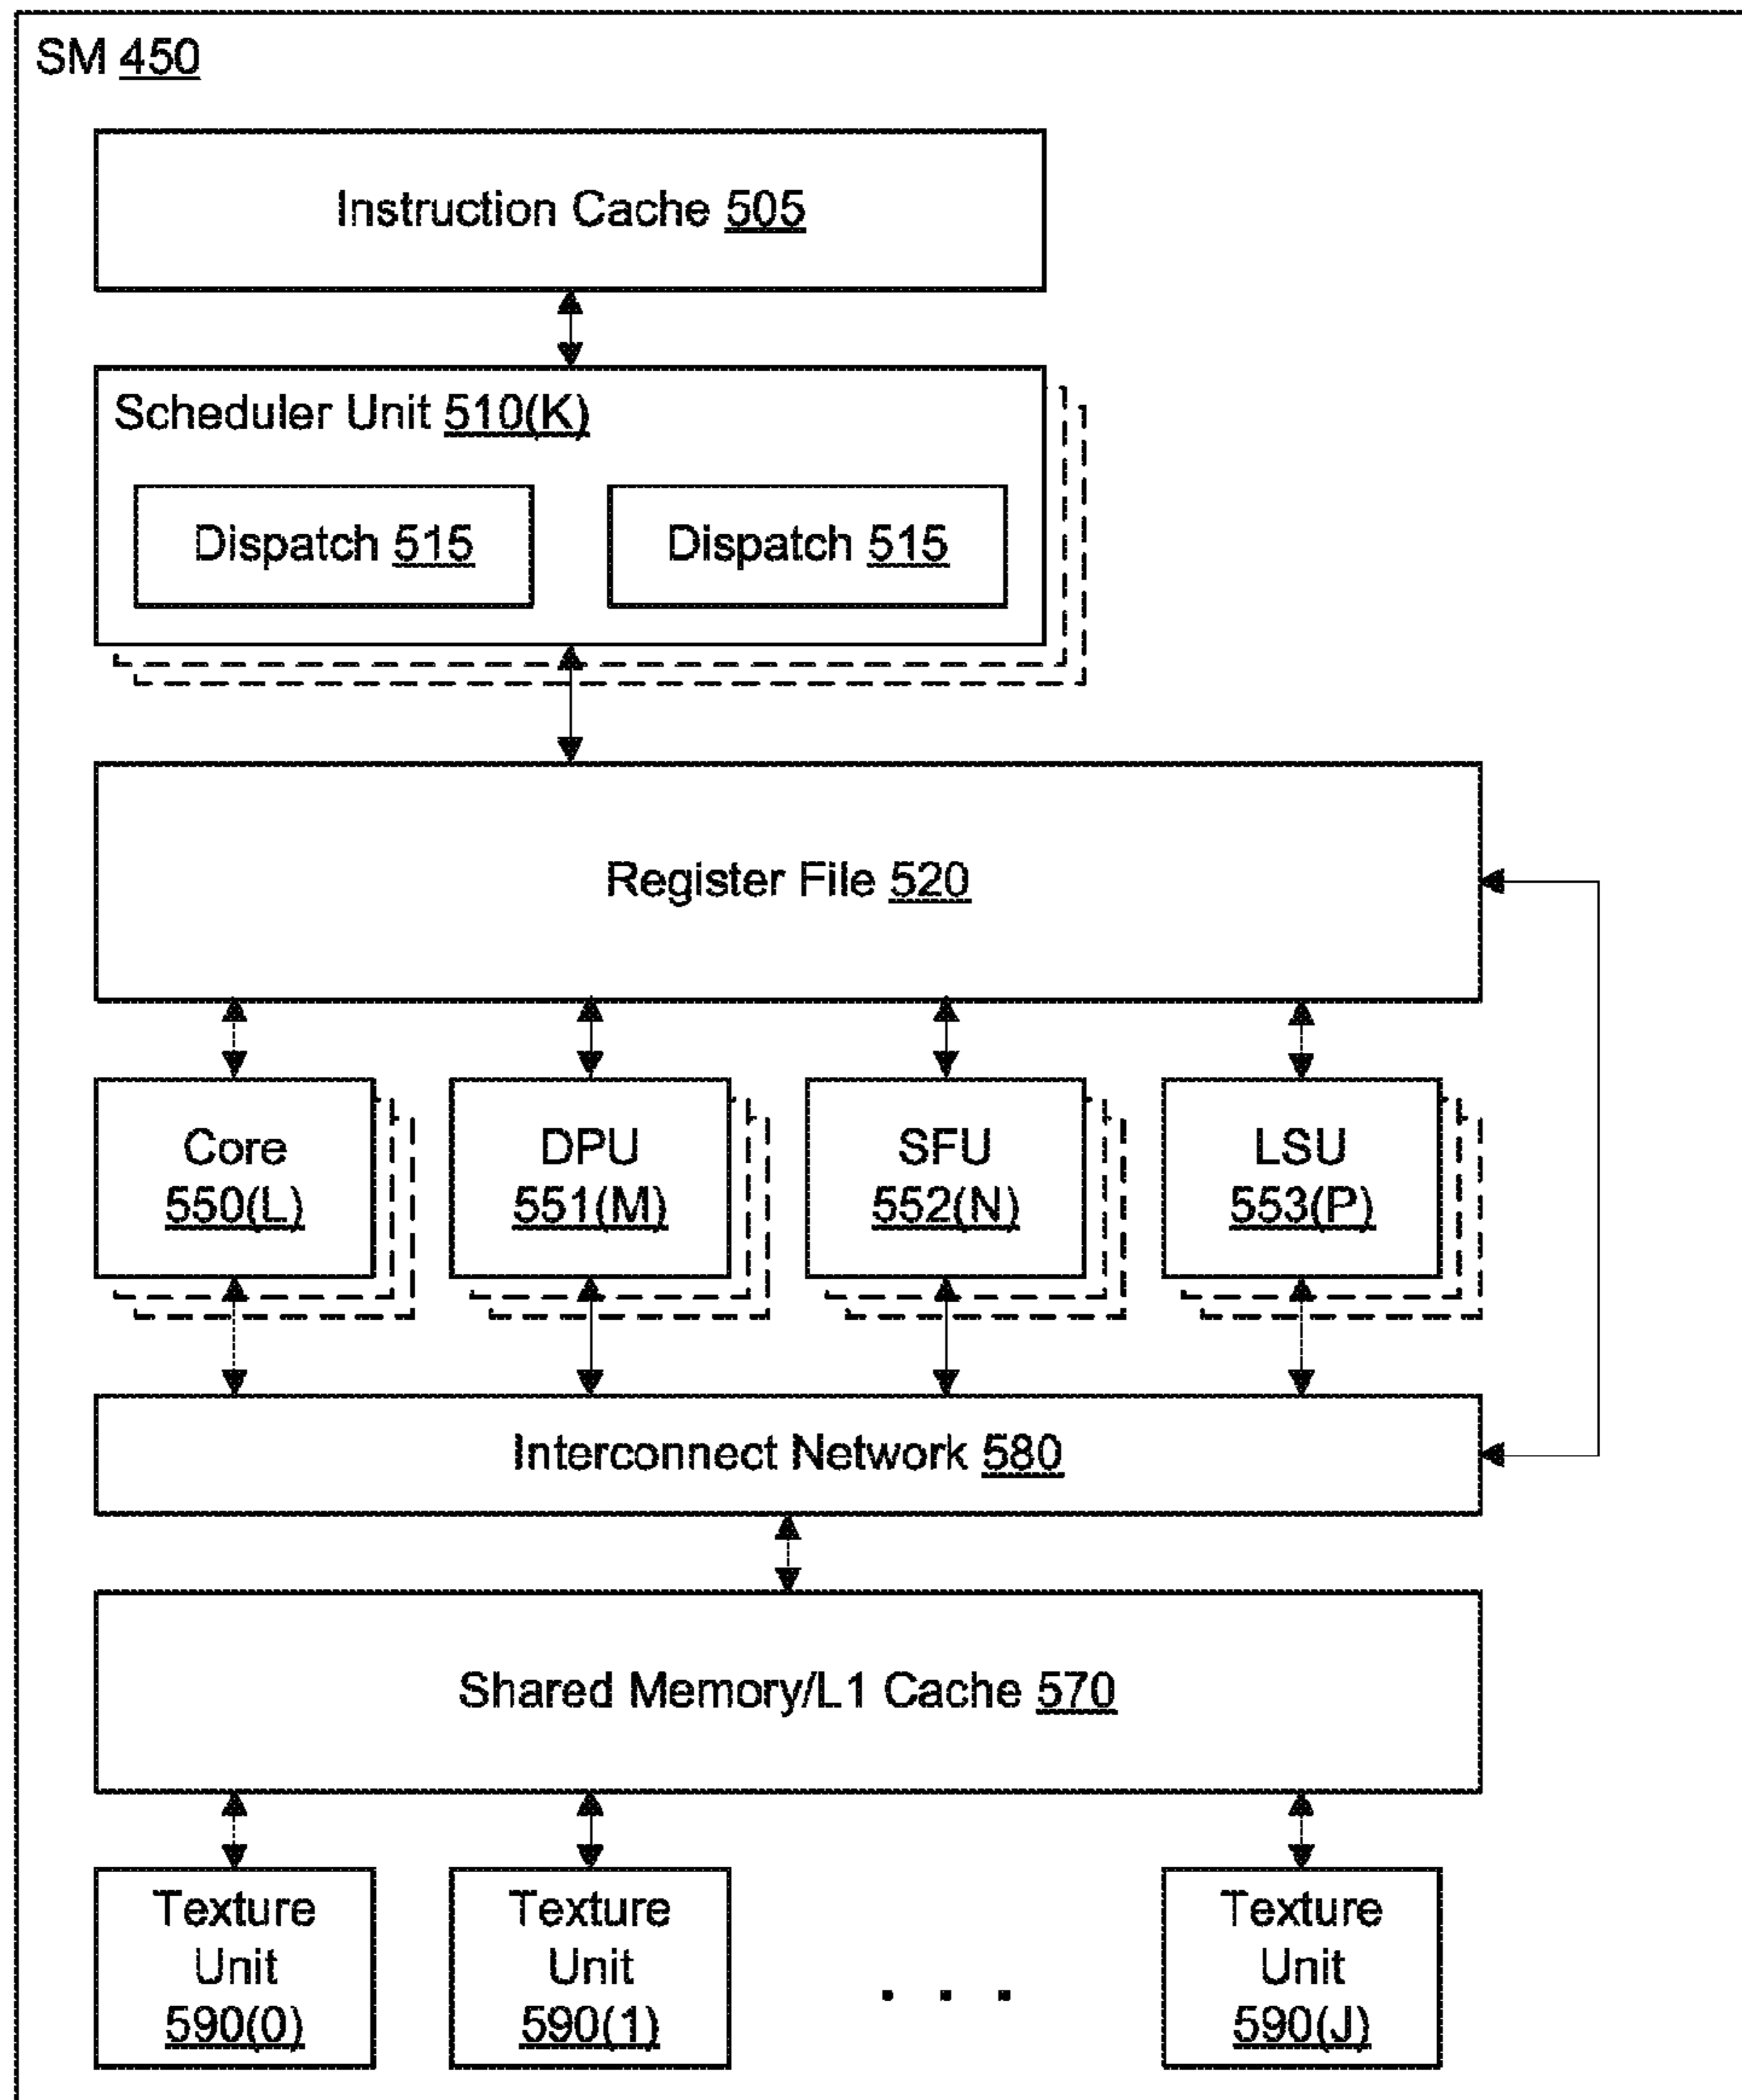 SM 450
Instruction Cache 505
Scheduler Unit 510(K)
Dispatch 515
Dispatch 515
Register File 520
Core
550(L)
DPU
551(M)
SFU
552(N)
LSU
553(P)
Interconnect Network 580
Shared Memory/L1 Cache 570
Texture
Unit
590(0)
Texture
Unit
590(1)
. . .
Texture
Unit
590(J)